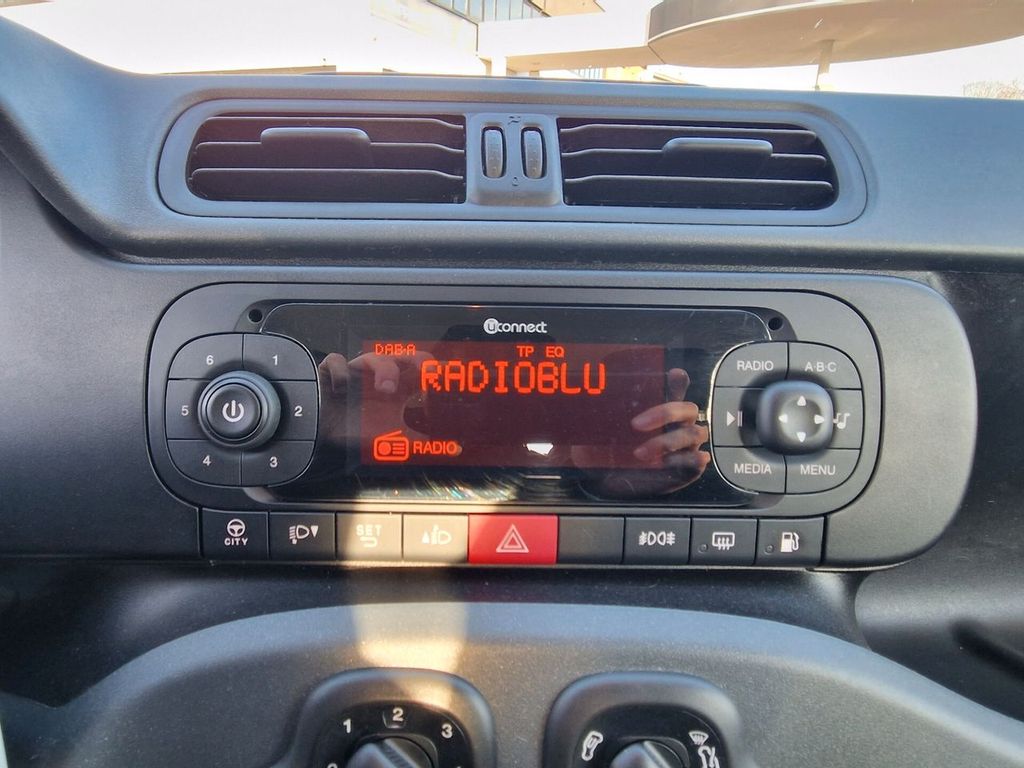 uconnect
DAB-A TP EQ
RADIOBLU
RADIO
6 1
5 2
4 3
RADIO A·B·C
MEDIA MENU
CITY
SET
1 2 3